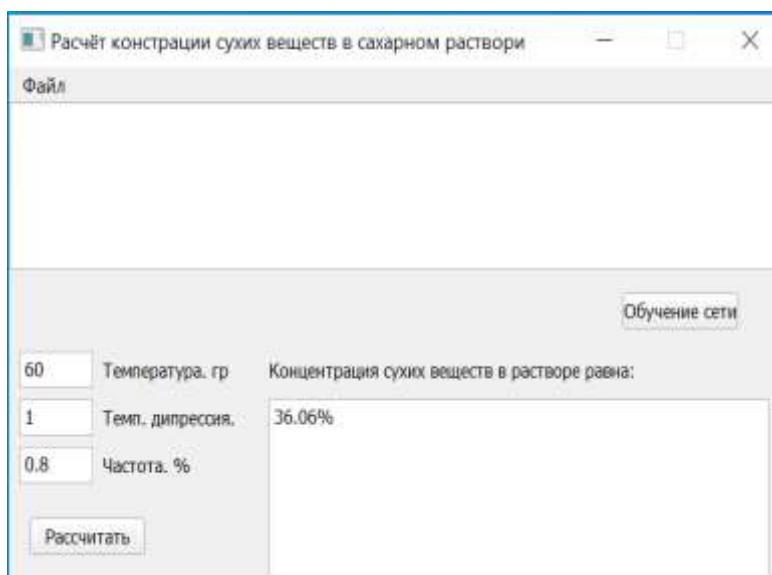 Расчёт констрации сухих веществ в сахарном раствори
Файл
Обучение сети
60 Температура. гр
Концентрация сухих веществ в растворе равна:
1 Темп. дипрессия.
36.06%
0.8 Частота. %
Рассчитать